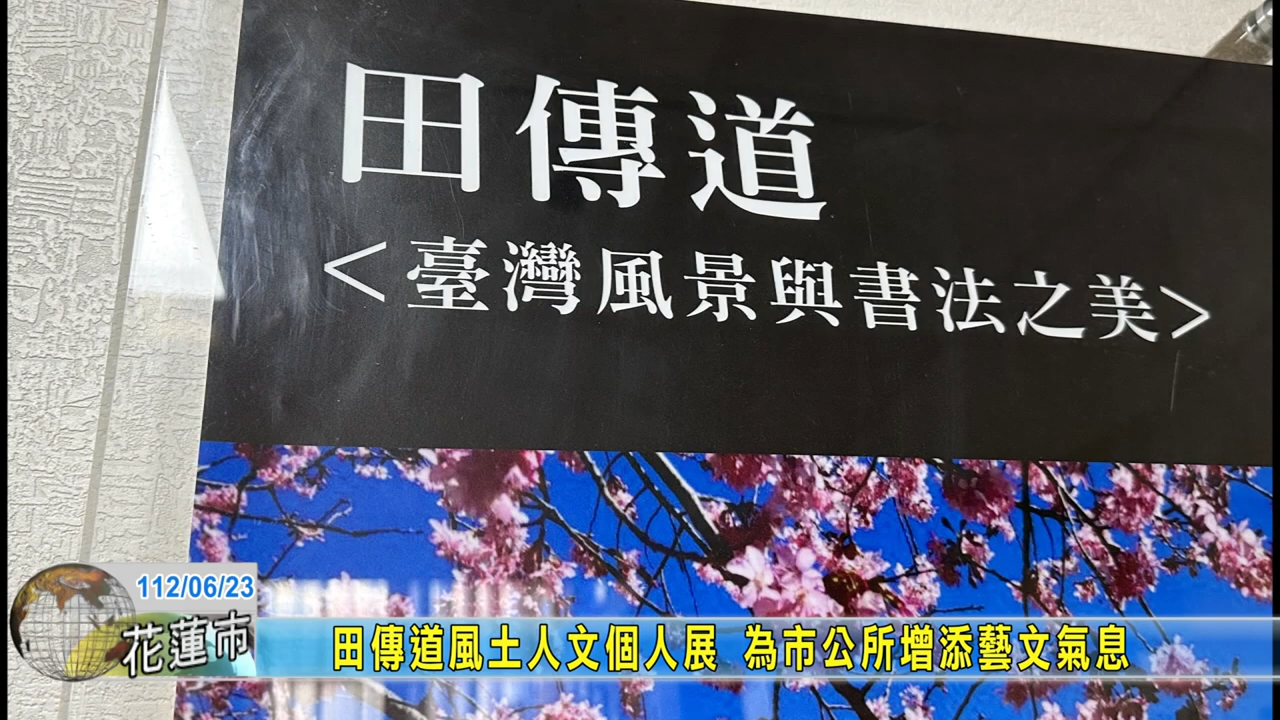 田傳道
<臺灣風景與書法之美>
112/06/23
花蓮市
田傳道風土人文個人展 為市公所增添藝文氣息